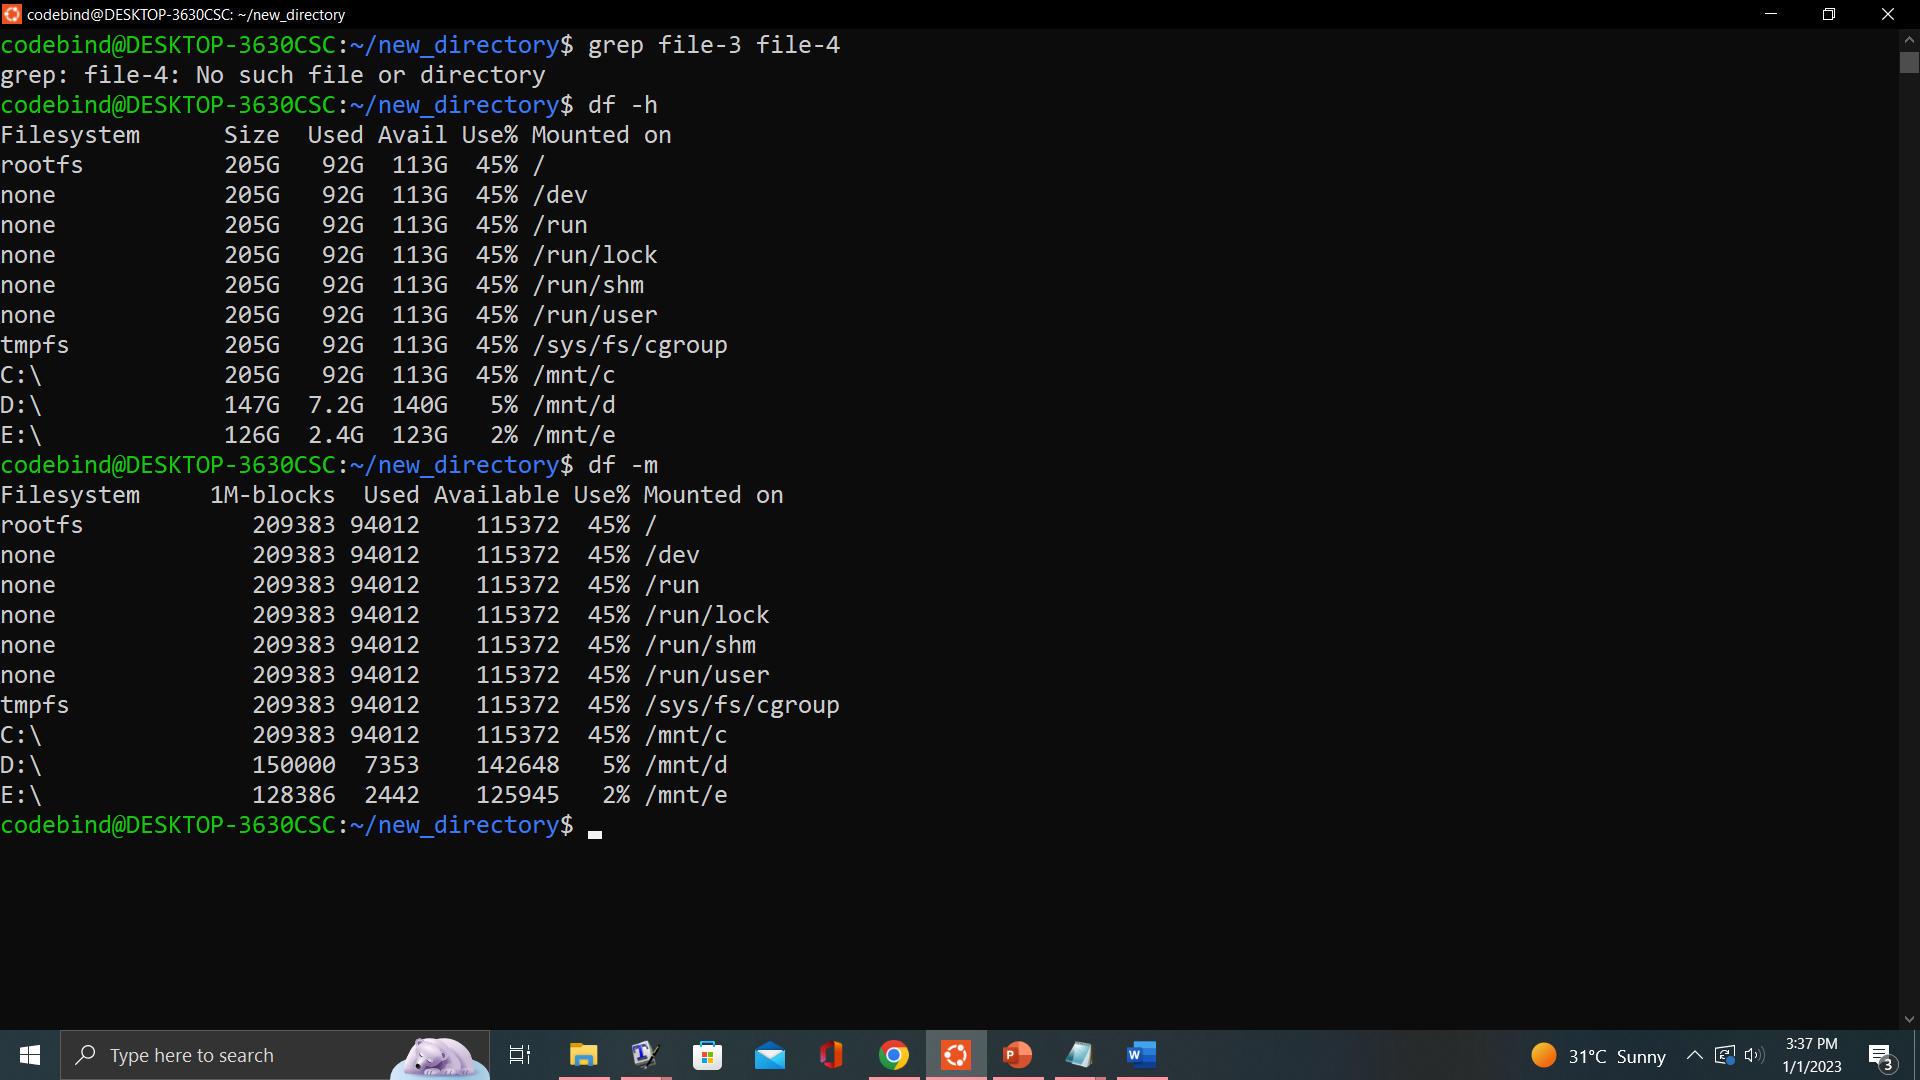 codebind@DESKTOP-3630CSC: ~/new_directory
codebind@DESKTOP-3630CSC:~/new_directory$ grep file-3 file-4
grep: file-4: No such file or directory
codebind@DESKTOP-3630CSC:~/new_directory$ df -h
Filesystem      Size  Used Avail Use% Mounted on
rootfs          205G   92G  113G  45% /
none            205G   92G  113G  45% /dev
none            205G   92G  113G  45% /run
none            205G   92G  113G  45% /run/lock
none            205G   92G  113G  45% /run/shm
none            205G   92G  113G  45% /run/user
tmpfs           205G   92G  113G  45% /sys/fs/cgroup
C:\             205G   92G  113G  45% /mnt/c
D:\             147G  7.2G  140G   5% /mnt/d
E:\             126G  2.4G  123G   2% /mnt/e
codebind@DESKTOP-3630CSC:~/new_directory$ df -m
Filesystem     1M-blocks  Used Available Use% Mounted on
rootfs            209383 94012    115372  45% /
none              209383 94012    115372  45% /dev
none              209383 94012    115372  45% /run
none              209383 94012    115372  45% /run/lock
none              209383 94012    115372  45% /run/shm
none              209383 94012    115372  45% /run/user
tmpfs             209383 94012    115372  45% /sys/fs/cgroup
C:\               209383 94012    115372  45% /mnt/c
D:\               150000  7353    142648   5% /mnt/d
E:\               128386  2442    125945   2% /mnt/e
codebind@DESKTOP-3630CSC:~/new_directory$
Type here to search
31°C Sunny
3:37 PM
1/1/2023
3